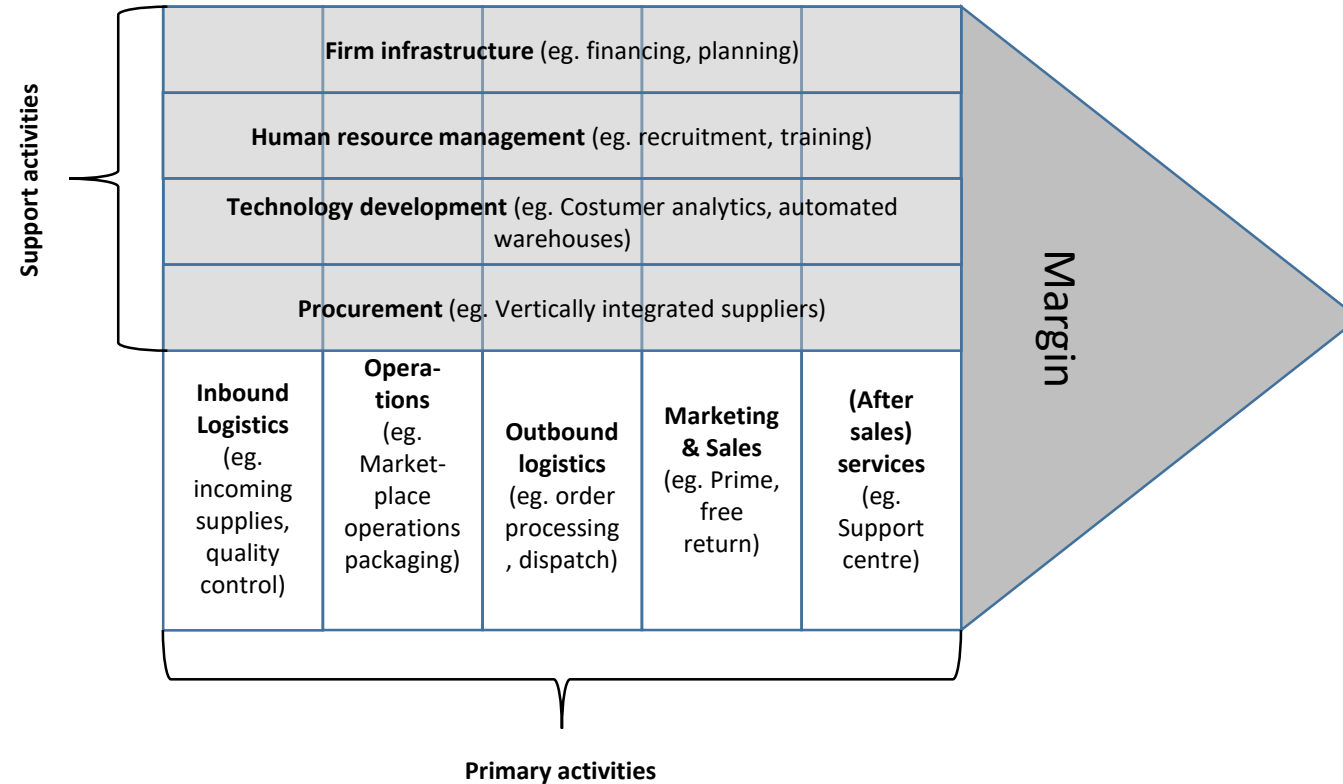 Support activities
Firm infrastructure (eg. financing, planning)
Human resource management (eg. recruitment, training)
Technology development (eg. Costumer analytics, automated
warehouses)
Procurement (eg. Vertically integrated suppliers)
Inbound
Logistics
(eg.
incoming
supplies,
quality
control)
Opera-
tions
(eg.
Market-
place
operations
packaging)
Outbound
logistics
(eg. order
processing
, dispatch)
Marketing
& Sales
(eg. Prime,
free
return)
(After
sales)
services
(eg.
Support
centre)
Margin
Primary activities